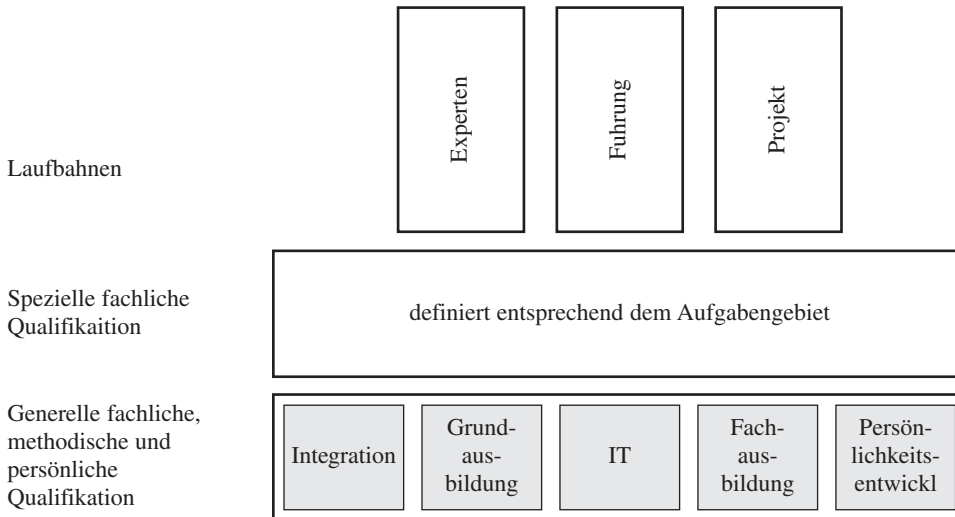 Experten
Fuhrung
Projekt
Laufbahnen
Spezielle fachliche
Qualifikaition
definiert entsprechend dem Aufgabengebiet
Generelle fachliche,
methodische und
persönliche
Qualifikation
Integration
Grund-
aus-
bildung
IT
Fach-
aus-
bildung
Persön-
lichkeits-
entwickl